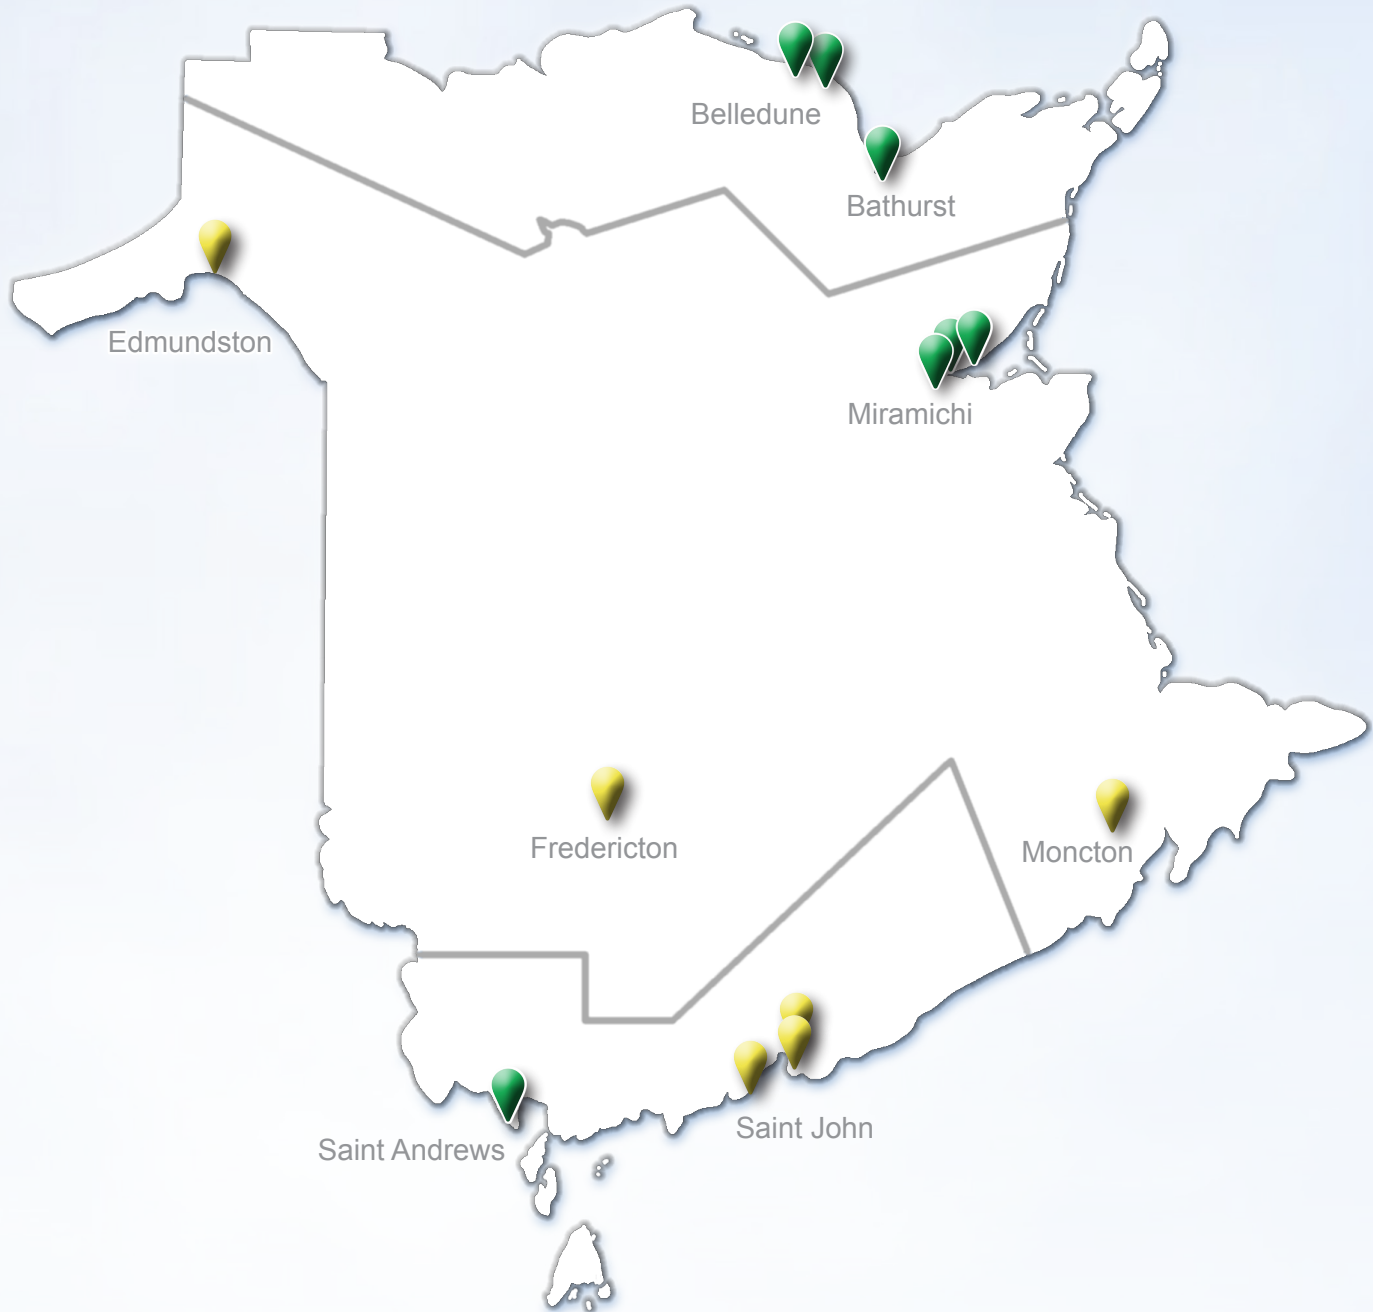 Belledune
Bathurst
Edmundston
Miramichi
Fredericton
Moncton
Saint John
Saint Andrews